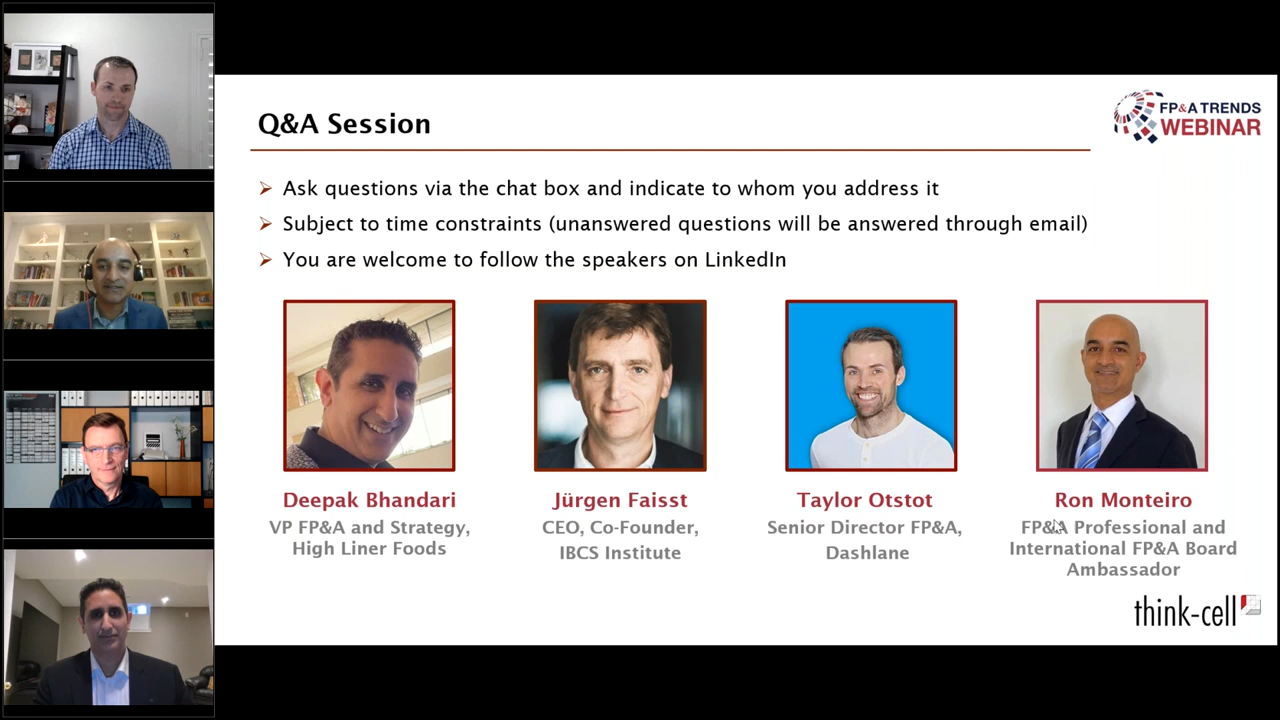 Q&A Session
FP&A TRENDS
WEBINAR
Ask questions via the chat box and indicate to whom you address it
Subject to time constraints (unanswered questions will be answered through email)
You are welcome to follow the speakers on LinkedIn
Deepak Bhandari
VP FP&A and Strategy,
High Liner Foods
Jürgen Faisst
CEO, Co-Founder,
IBCS Institute
Taylor Otstot
Senior Director FP&A,
Dashlane
Ron Monteiro
FP&A Professional and
International FP&A Board
Ambassador
think-cell